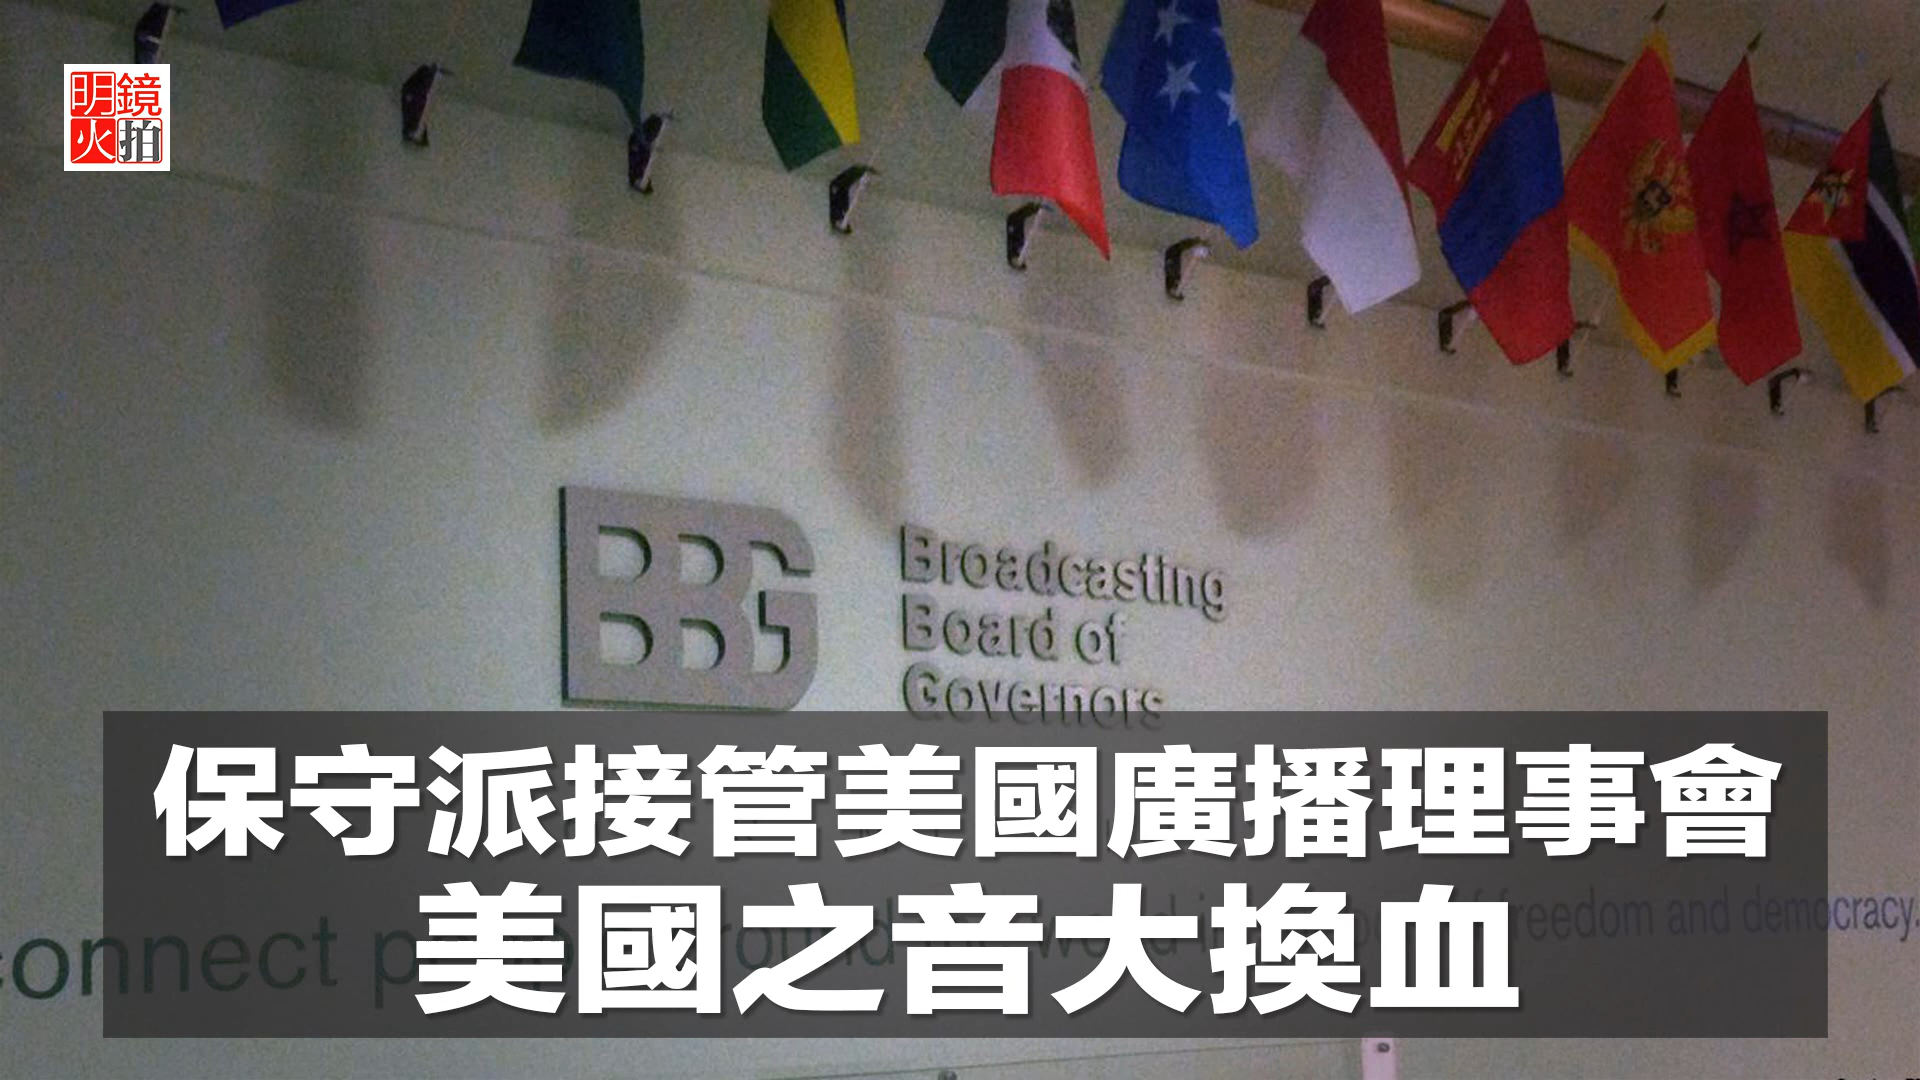 明鏡
火拍
BBG
Broadcasting
Board of
Governors
保守派接管美國廣播理事會
美國之音大換血
connect
freedom and democracy.